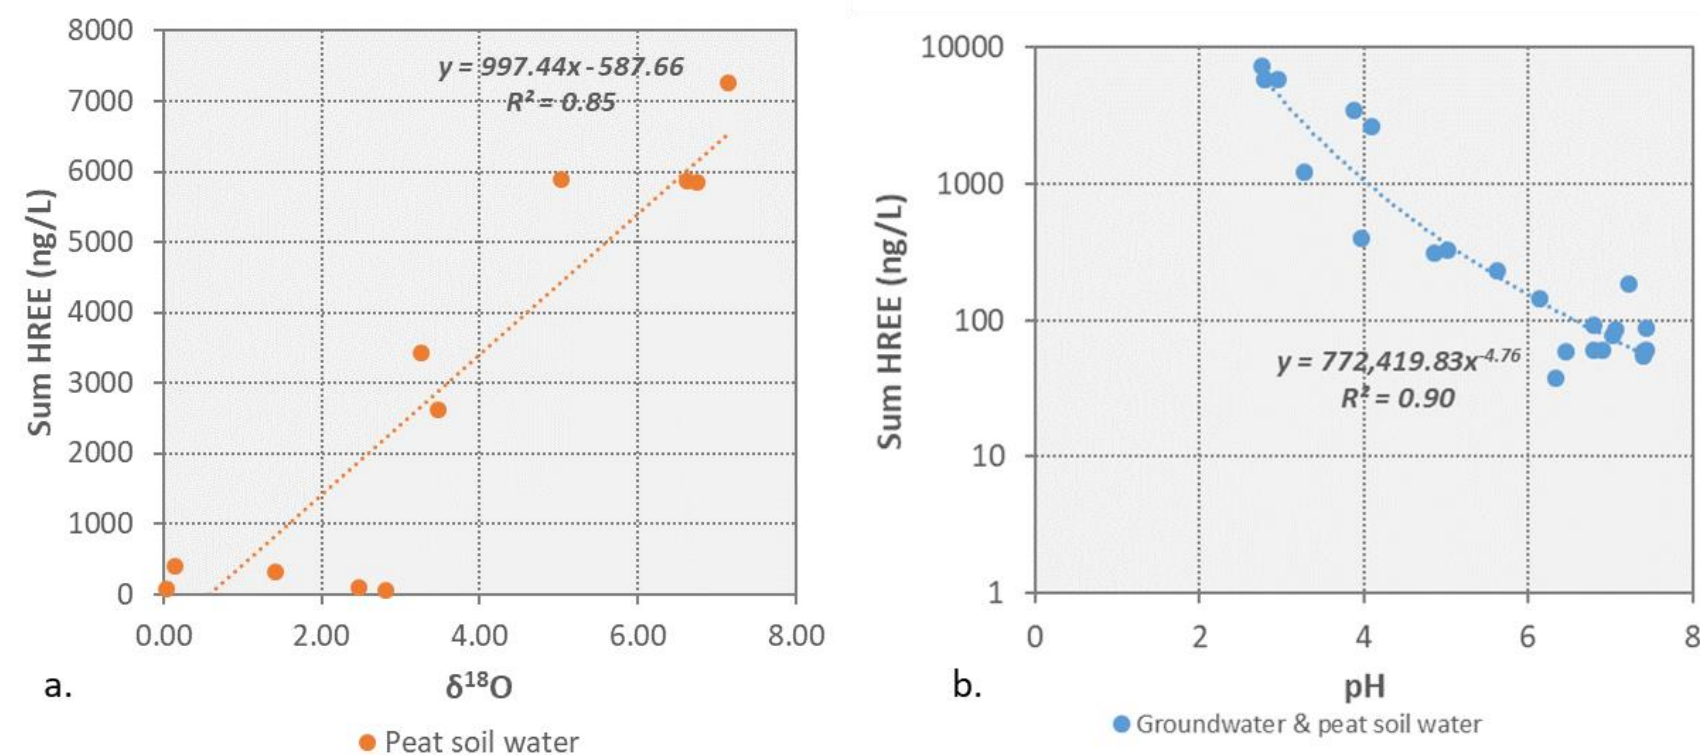 8000
7000
6000
5000
4000
3000
2000
1000
0
Sum HREE (ng/L)
y = 997.44x - 587.66
R² = 0.85
0.00 2.00 4.00 6.00 8.00
δ¹⁸O
a.
Peat soil water
10000
1000
100
10
1
Sum HREE (ng/L)
y = 772,419.83x⁻⁴·⁷⁶
R² = 0.90
0 2 4 6 8
pH
b.
Groundwater & peat soil water